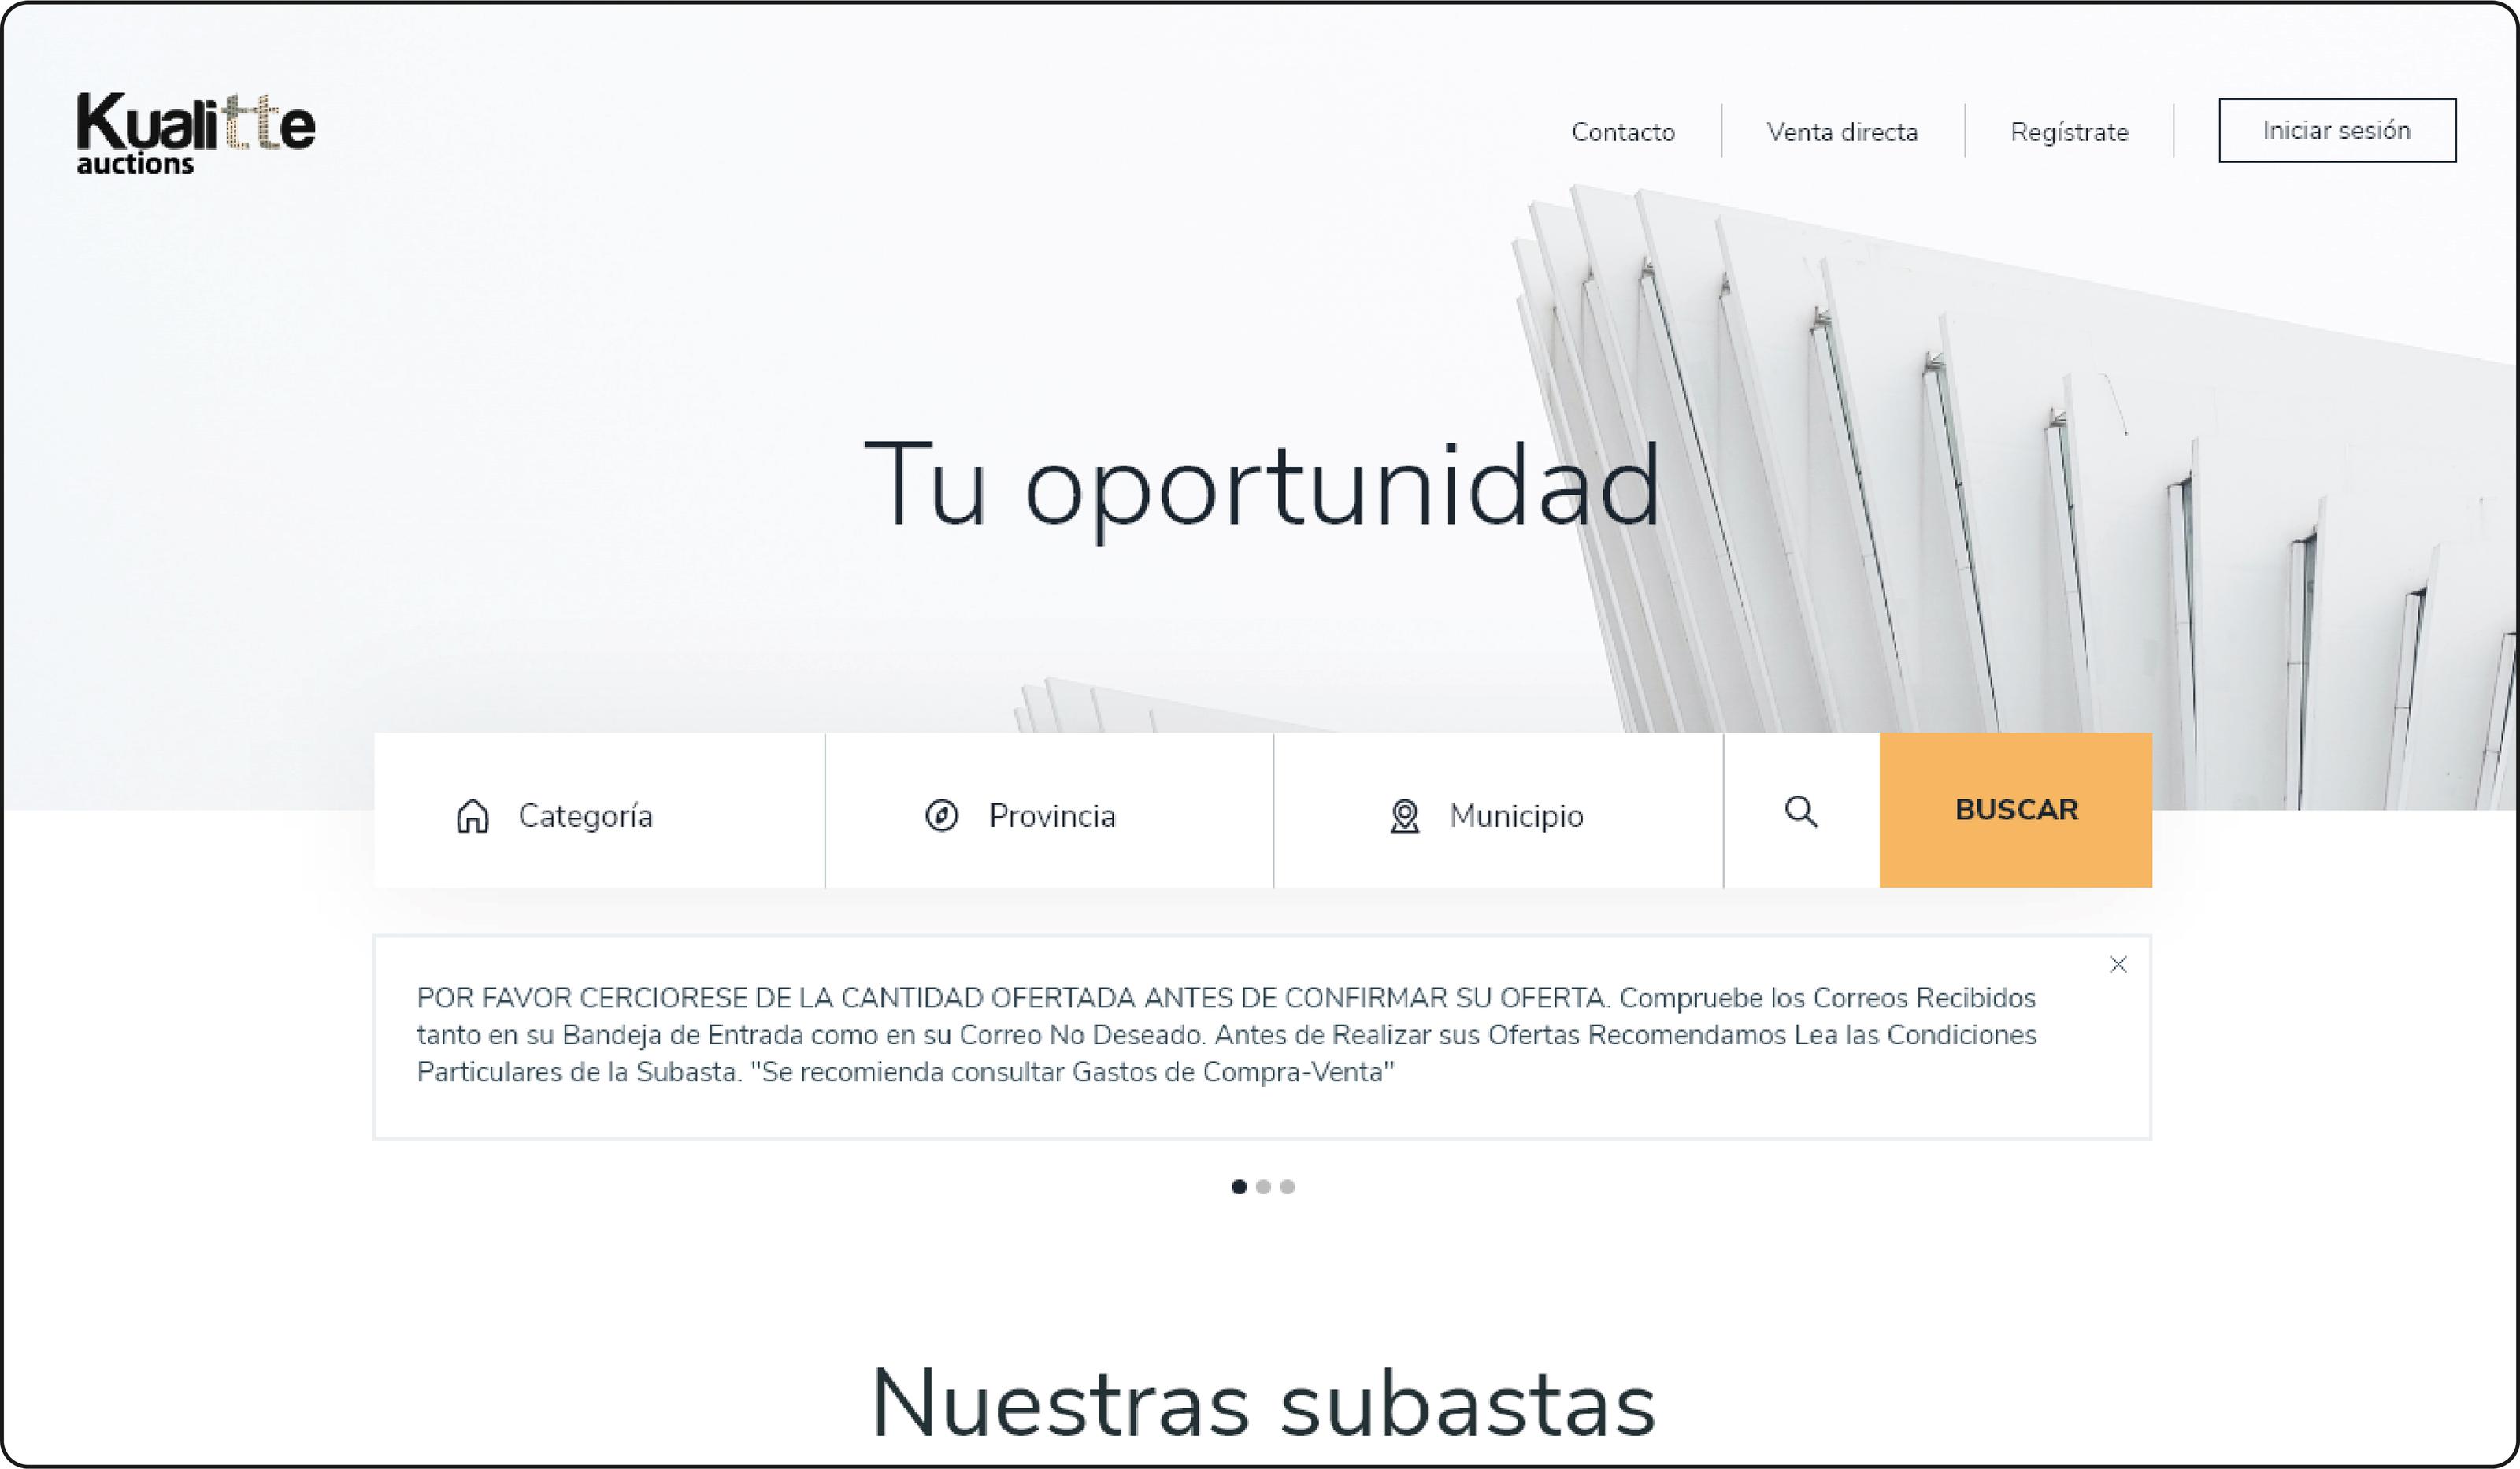 Kualitte
auctions
Contacto
Venta directa
Regístrate
Iniciar sesión
Tu oportunidad
Categoría
Provincia
Municipio
BUSCAR
POR FAVOR CERCIORESE DE LA CANTIDAD OFERTADA ANTES DE CONFIRMAR SU OFERTA. Compruebe los Correos Recibidos
tanto en su Bandeja de Entrada como en su Correo No Deseado. Antes de Realizar sus Ofertas Recomendamos Lea las Condiciones
Particulares de la Subasta. "Se recomienda consultar Gastos de Compra-Venta"
Nuestras subastas